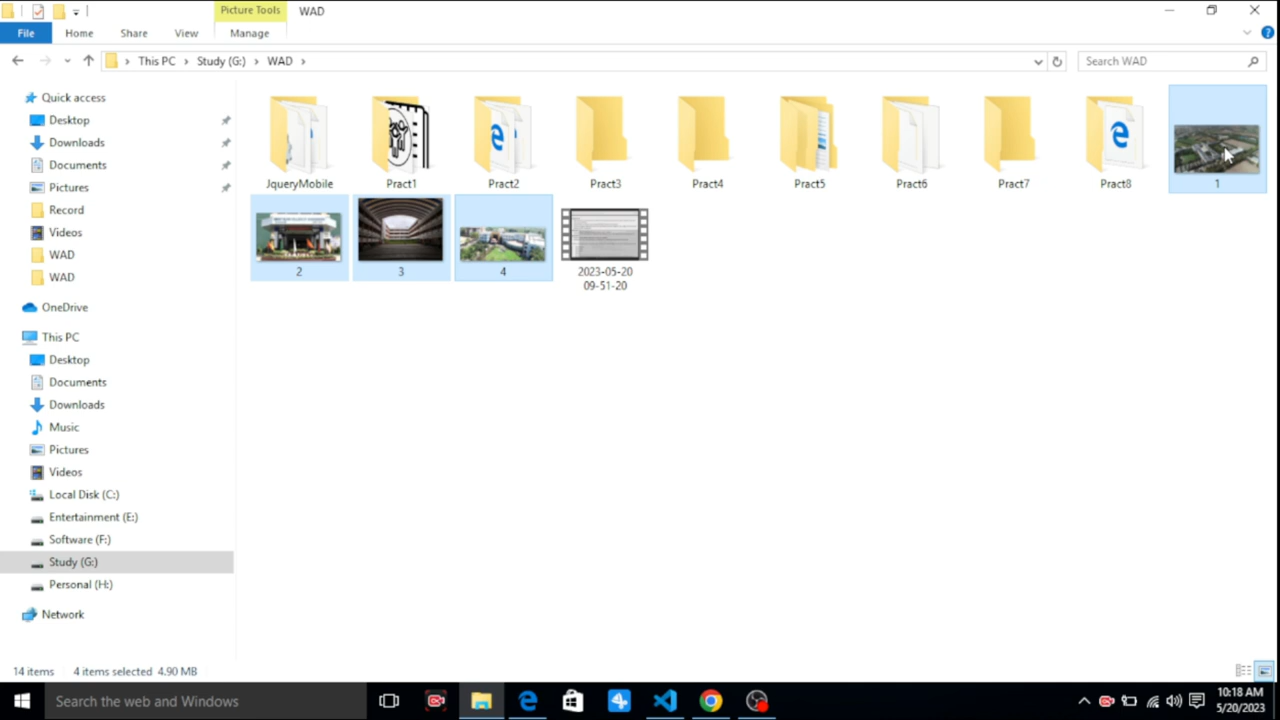 Picture Tools
WAD
File
Home
Share
View
Manage
This PC
Study (G:)
WAD
Search WAD
Quick access
Desktop
Downloads
Documents
Pictures
Record
Videos
WAD
WAD
OneDrive
This PC
Desktop
Documents
Downloads
Music
Pictures
Videos
Local Disk (C:)
Entertainment (E:)
Software (F:)
Study (G:)
Personal (H:)
Network
JqueryMobile
Pract1
Pract2
Pract3
Pract4
Pract5
Pract6
Pract7
Pract8
1
2
3
4
2023-05-20
09-51-20
14 items
4 items selected 4.90 MB
Search the web and Windows
10:18 AM
5/20/2023